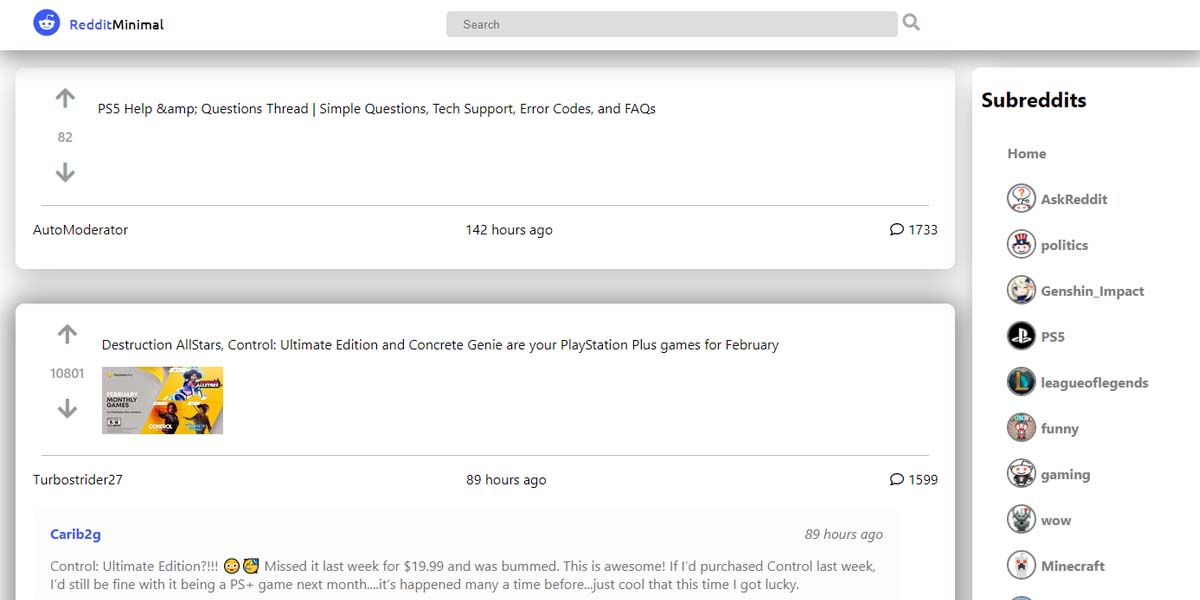 RedditMinimal
Search
PS5 Help &amp; Questions Thread | Simple Questions, Tech Support, Error Codes, and FAQs
82
AutoModerator
142 hours ago
1733
Destruction AllStars, Control: Ultimate Edition and Concrete Genie are your PlayStation Plus games for February
10801
FEBRUARY
MONTHLY
GAMES
CONTROL
Turbostrider27
89 hours ago
1599
Carib2g
89 hours ago
Control: Ultimate Edition?!!! 😳🥳 Missed it last week for $19.99 and was bummed. This is awesome! If I’d purchased Control last week,
I’d still be fine with it being a PS+ game next month....it’s happened many a time before...just cool that this time I got lucky.
Subreddits
Home
AskReddit
politics
Genshin_Impact
PS5
leagueoflegends
funny
gaming
wow
Minecraft